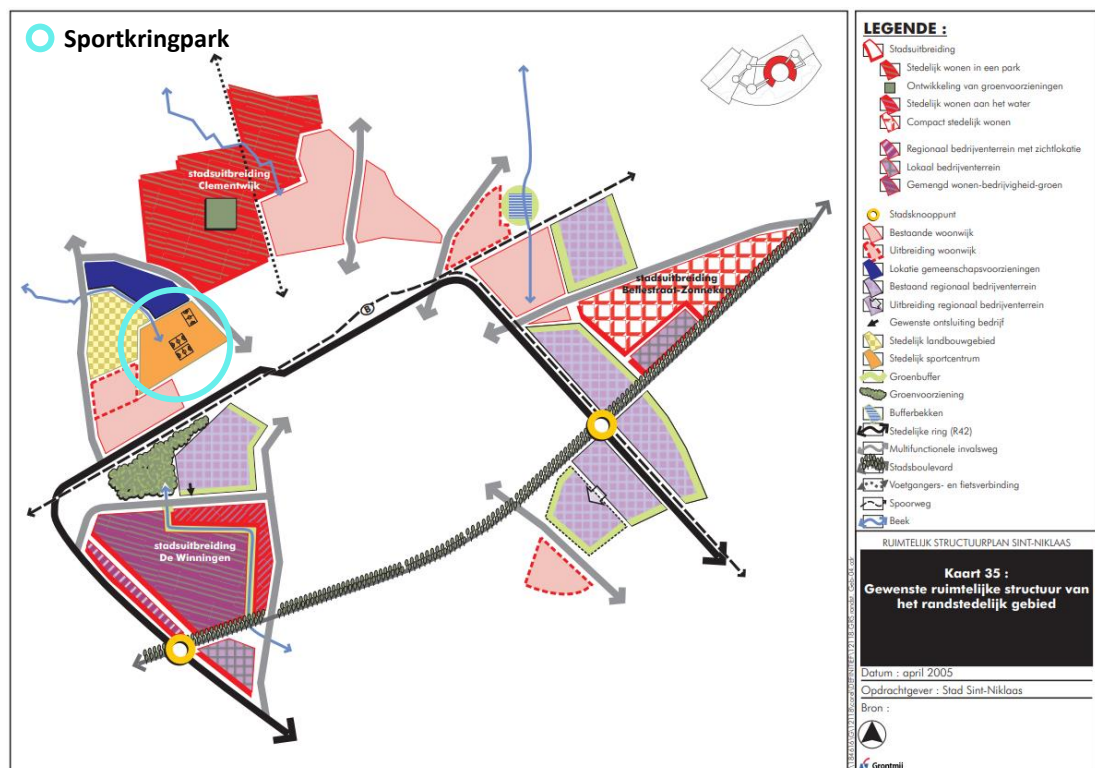 Sportkringpark
stadsuitbreiding
Clementwijk
stadsuitbreiding
Bellestraat-Zonneken
B
stadsuitbreiding
De Winningen
LEGENDE :
Stadsuitbreiding
Stedelijk wonen in een park
Ontwikkeling van groenvoorzieningen
Stedelijk wonen aan het water
Compact stedelijk wonen
Regionaal bedrijventerrein met zichtlokatie
Lokaal bedrijventerrein
Gemengd wonen-bedrijvigheid-groen
Stadsknooppunt
Bestaande woonwijk
Uitbreiding woonwijk
Lokatie gemeenschapsvoorzieningen
Bestaand regionaal bedrijventerrein
Uitbreiding regionaal bedrijventerrein
Gewenste ontsluiting bedrijf
Stedelijk landbouwgebied
Stedelijk sportcentrum
Groenbuffer
Groenvoorziening
Bufferbekken
Stedelijke ring (R42)
Multifunctionele invalsweg
Stadsboulevard
Voetgangers- en fietsverbinding
Spoorweg
Beek
RUIMTELIJK STRUCTUURPLAN SINT-NIKLAAS
Kaart 35 :
Gewenste ruimtelijke structuur van
het randstedelijk gebied
Datum : april 2005
Opdrachtgever : Stad Sint-Niklaas
Bron :
Grontmij